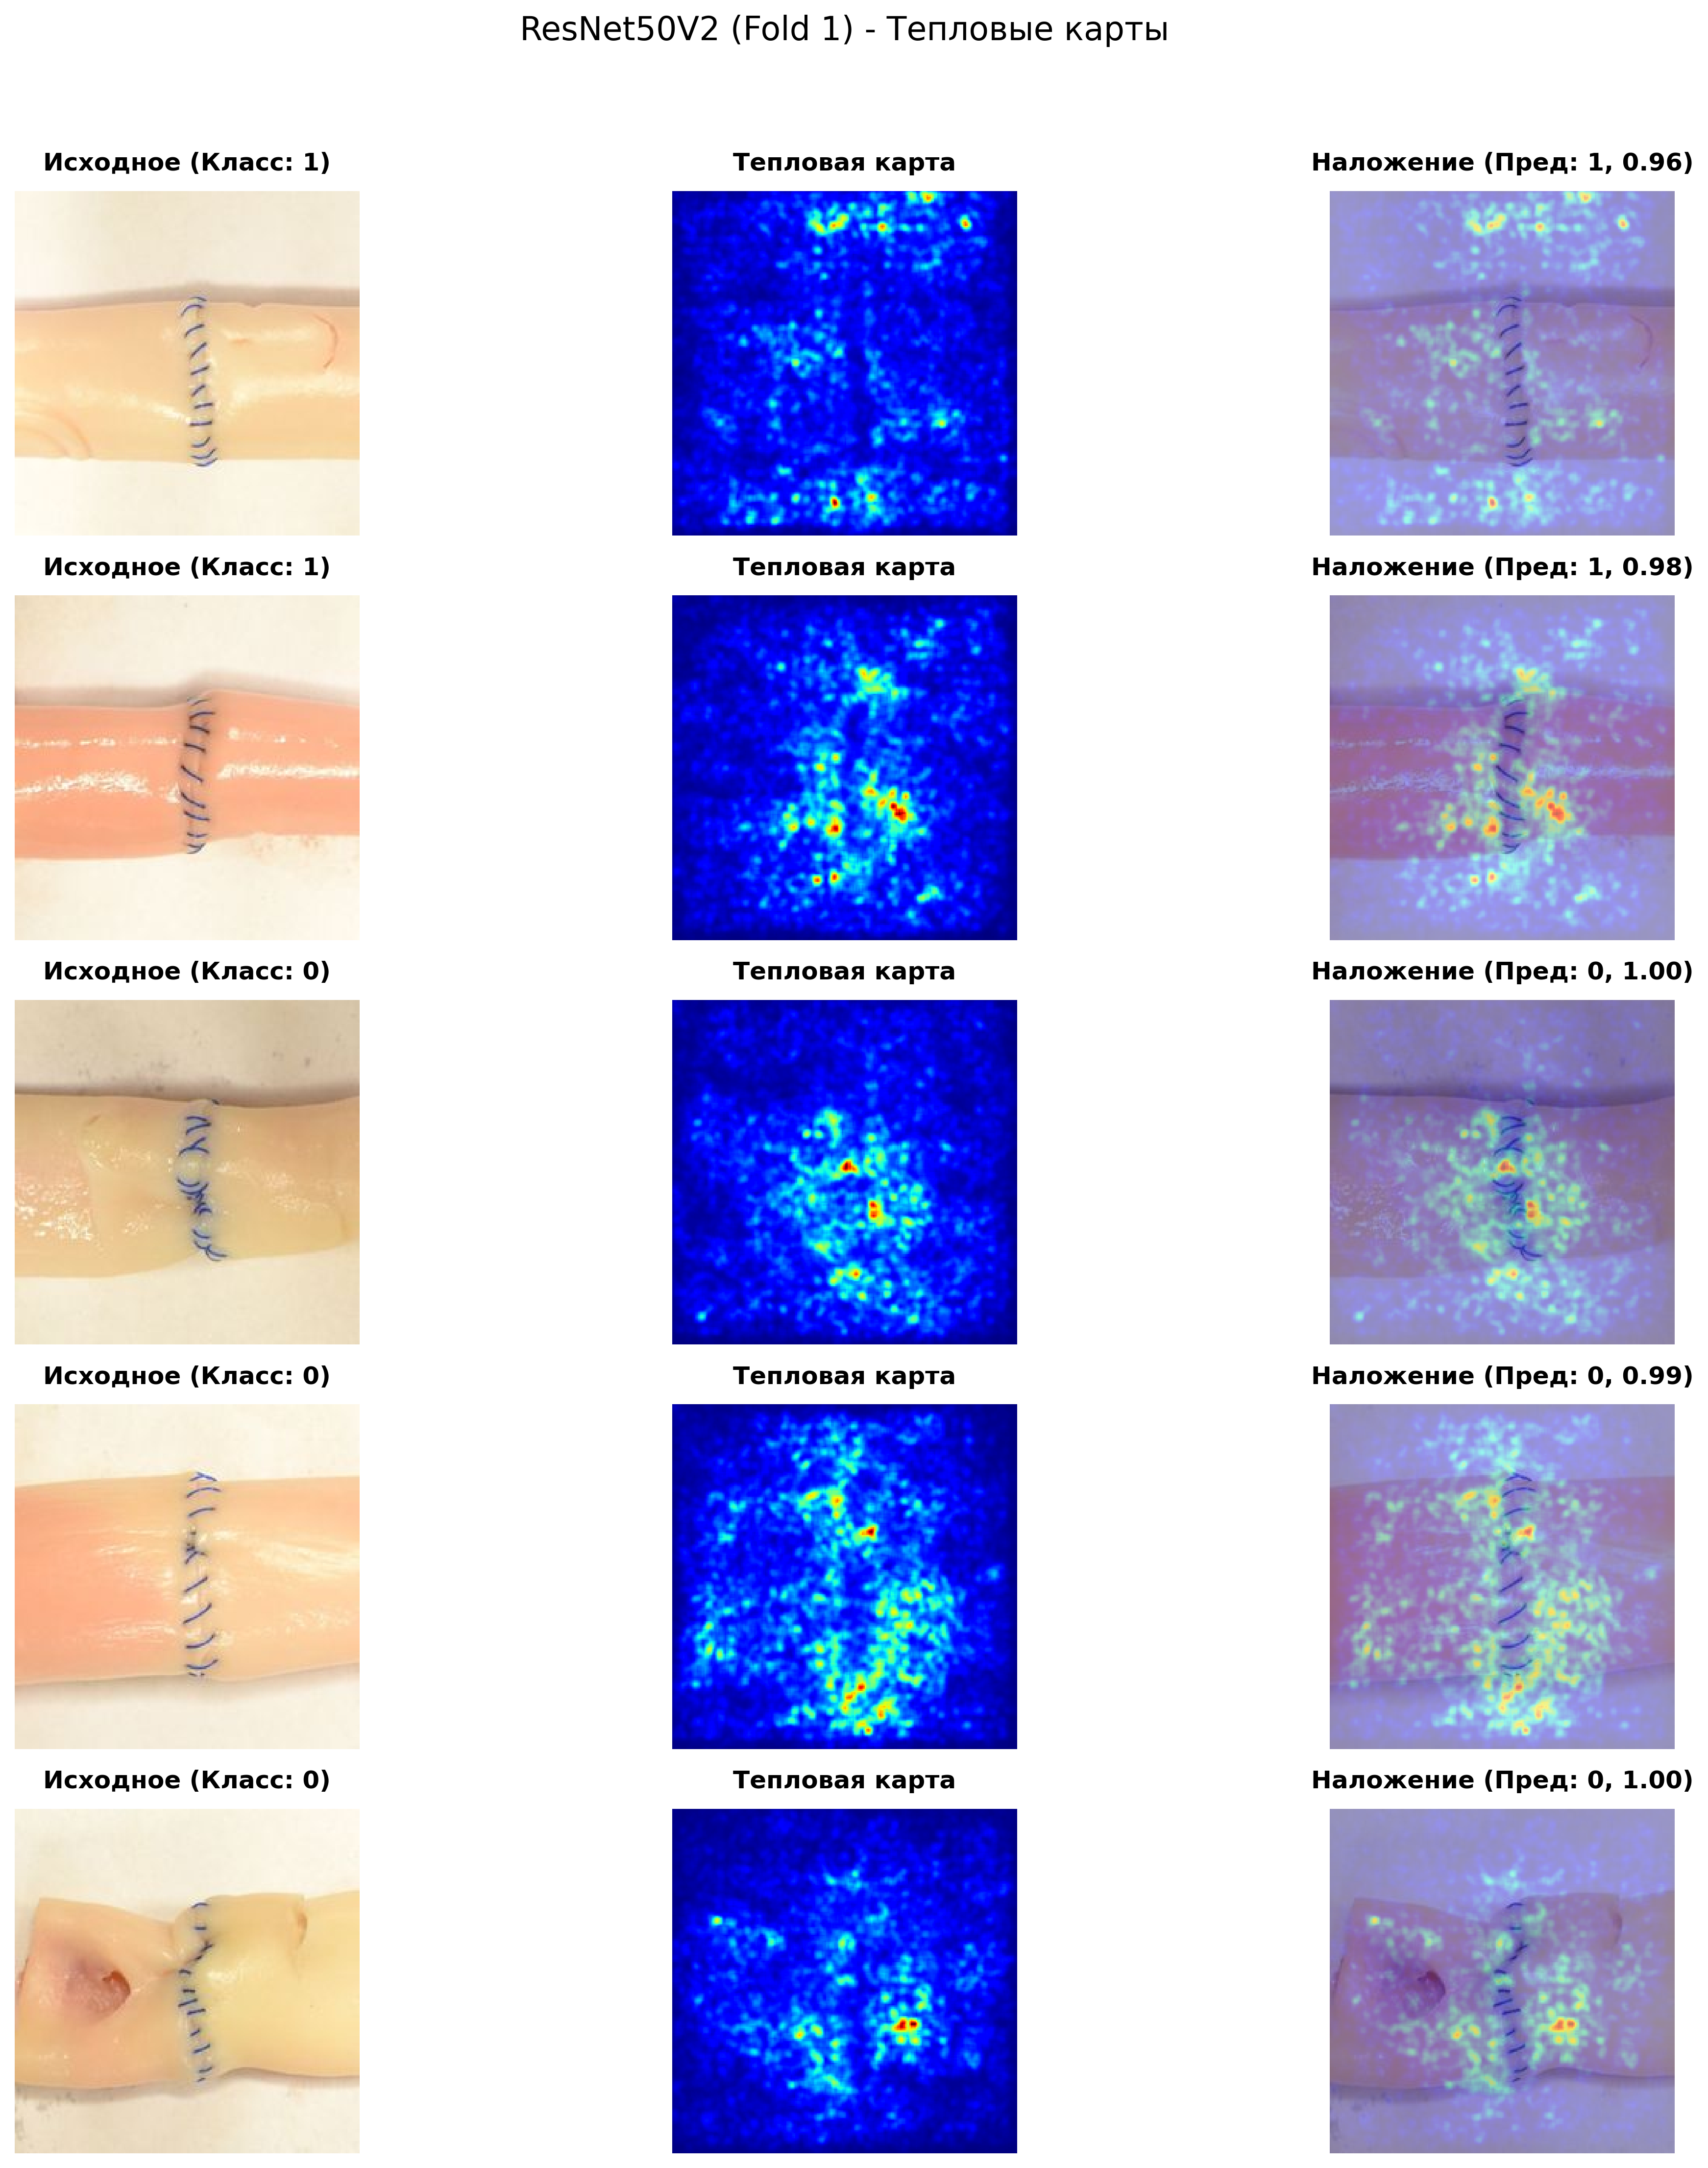 ResNet50V2 (Fold 1) - Тепловые карты
Исходное (Класс: 1)
Тепловая карта
Наложение (Пред: 1, 0.96)
Исходное (Класс: 1)
Тепловая карта
Наложение (Пред: 1, 0.98)
Исходное (Класс: 0)
Тепловая карта
Наложение (Пред: 0, 1.00)
Исходное (Класс: 0)
Тепловая карта
Наложение (Пред: 0, 0.99)
Исходное (Класс: 0)
Тепловая карта
Наложение (Пред: 0, 1.00)